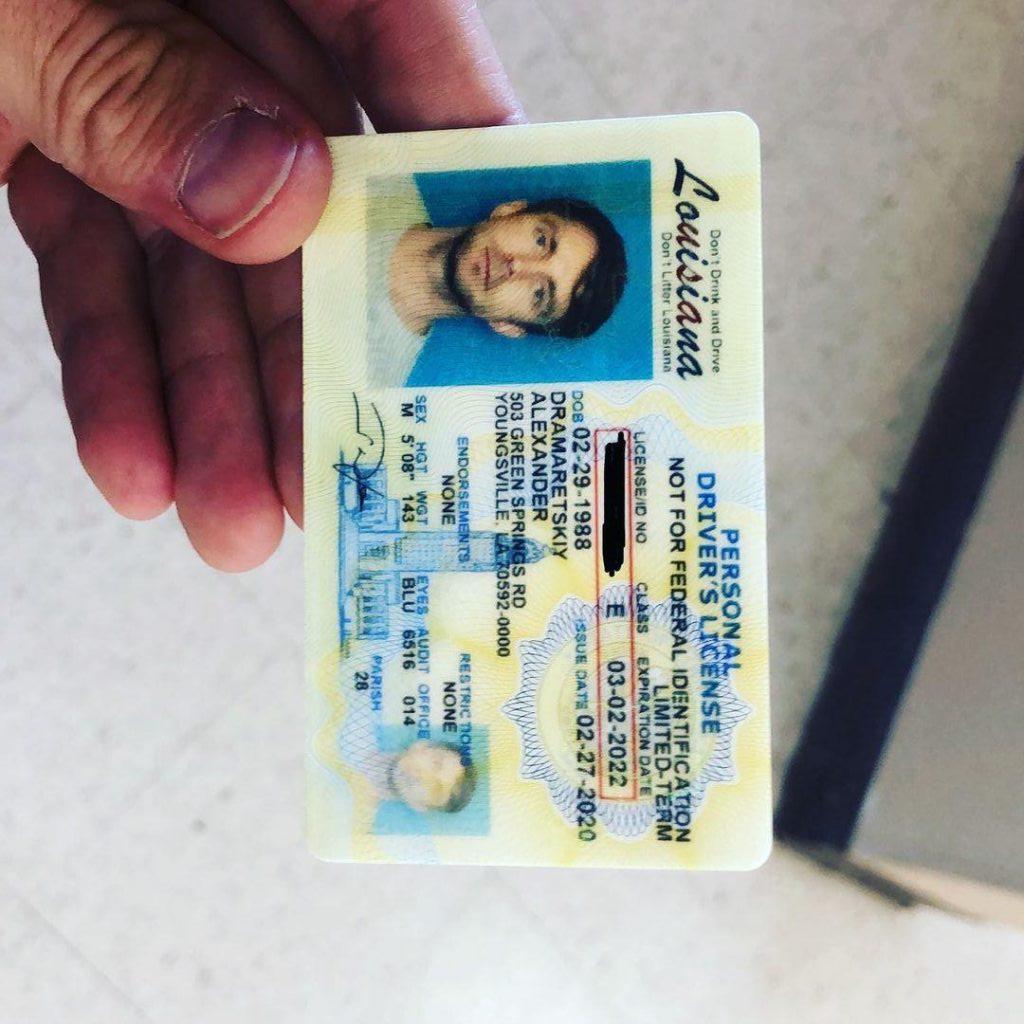 Louisiana
Don't Drink and Drive
Don't Litter Louisiana
PERSONAL
DRIVER'S LICENSE
NOT FOR FEDERAL IDENTIFICATION
LIMITED-TERM
LICENSE/ID NO CLASS EXPIRATION DATE
E 03-02-2022
DOB 02-29-1988 ISSUE DATE 02-27-2020
DRAMARETSKIY
ALEXANDER
503 GREEN SPRINGS RD
YOUNGSVILLE, LA 70592-0000
ENDORSEMENTS RESTRICTIONS
NONE NONE
SEX HGT WGT EYES AUDIT OFFICE
M 5'08" 143 BLU 6516 014
PARISH
28